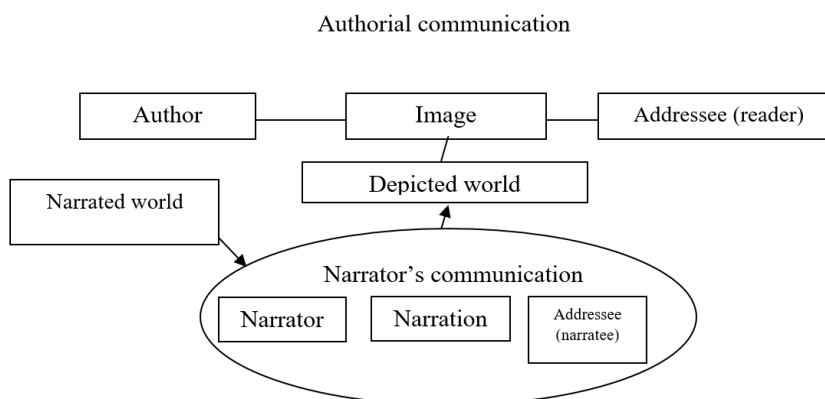 Authorial communication
Author
Image
Addressee (reader)
Depicted world
Narrated world
Narrator’s communication
Narrator
Narration
Addressee
(narratee)